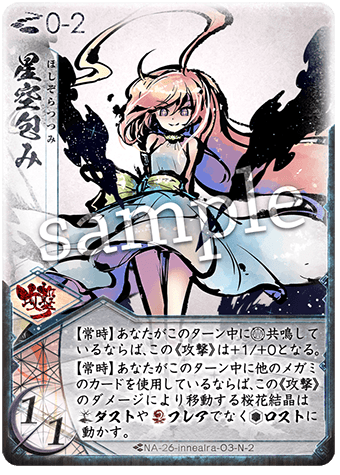 0-2
星空包み
ほしぞらつつみ
sample
攻撃
1/1
【常時】あなたがこのターン中に共鳴して
いるならば、この《攻撃》は+1/+0となる。
【常時】あなたがこのターン中に他のメガミ
のカードを使用しているならば、この《攻撃》
のダメージにより移動する桜花結晶は
ダストやフレアでなくロストに
動かす。
NA-26-innealra-03-N-2